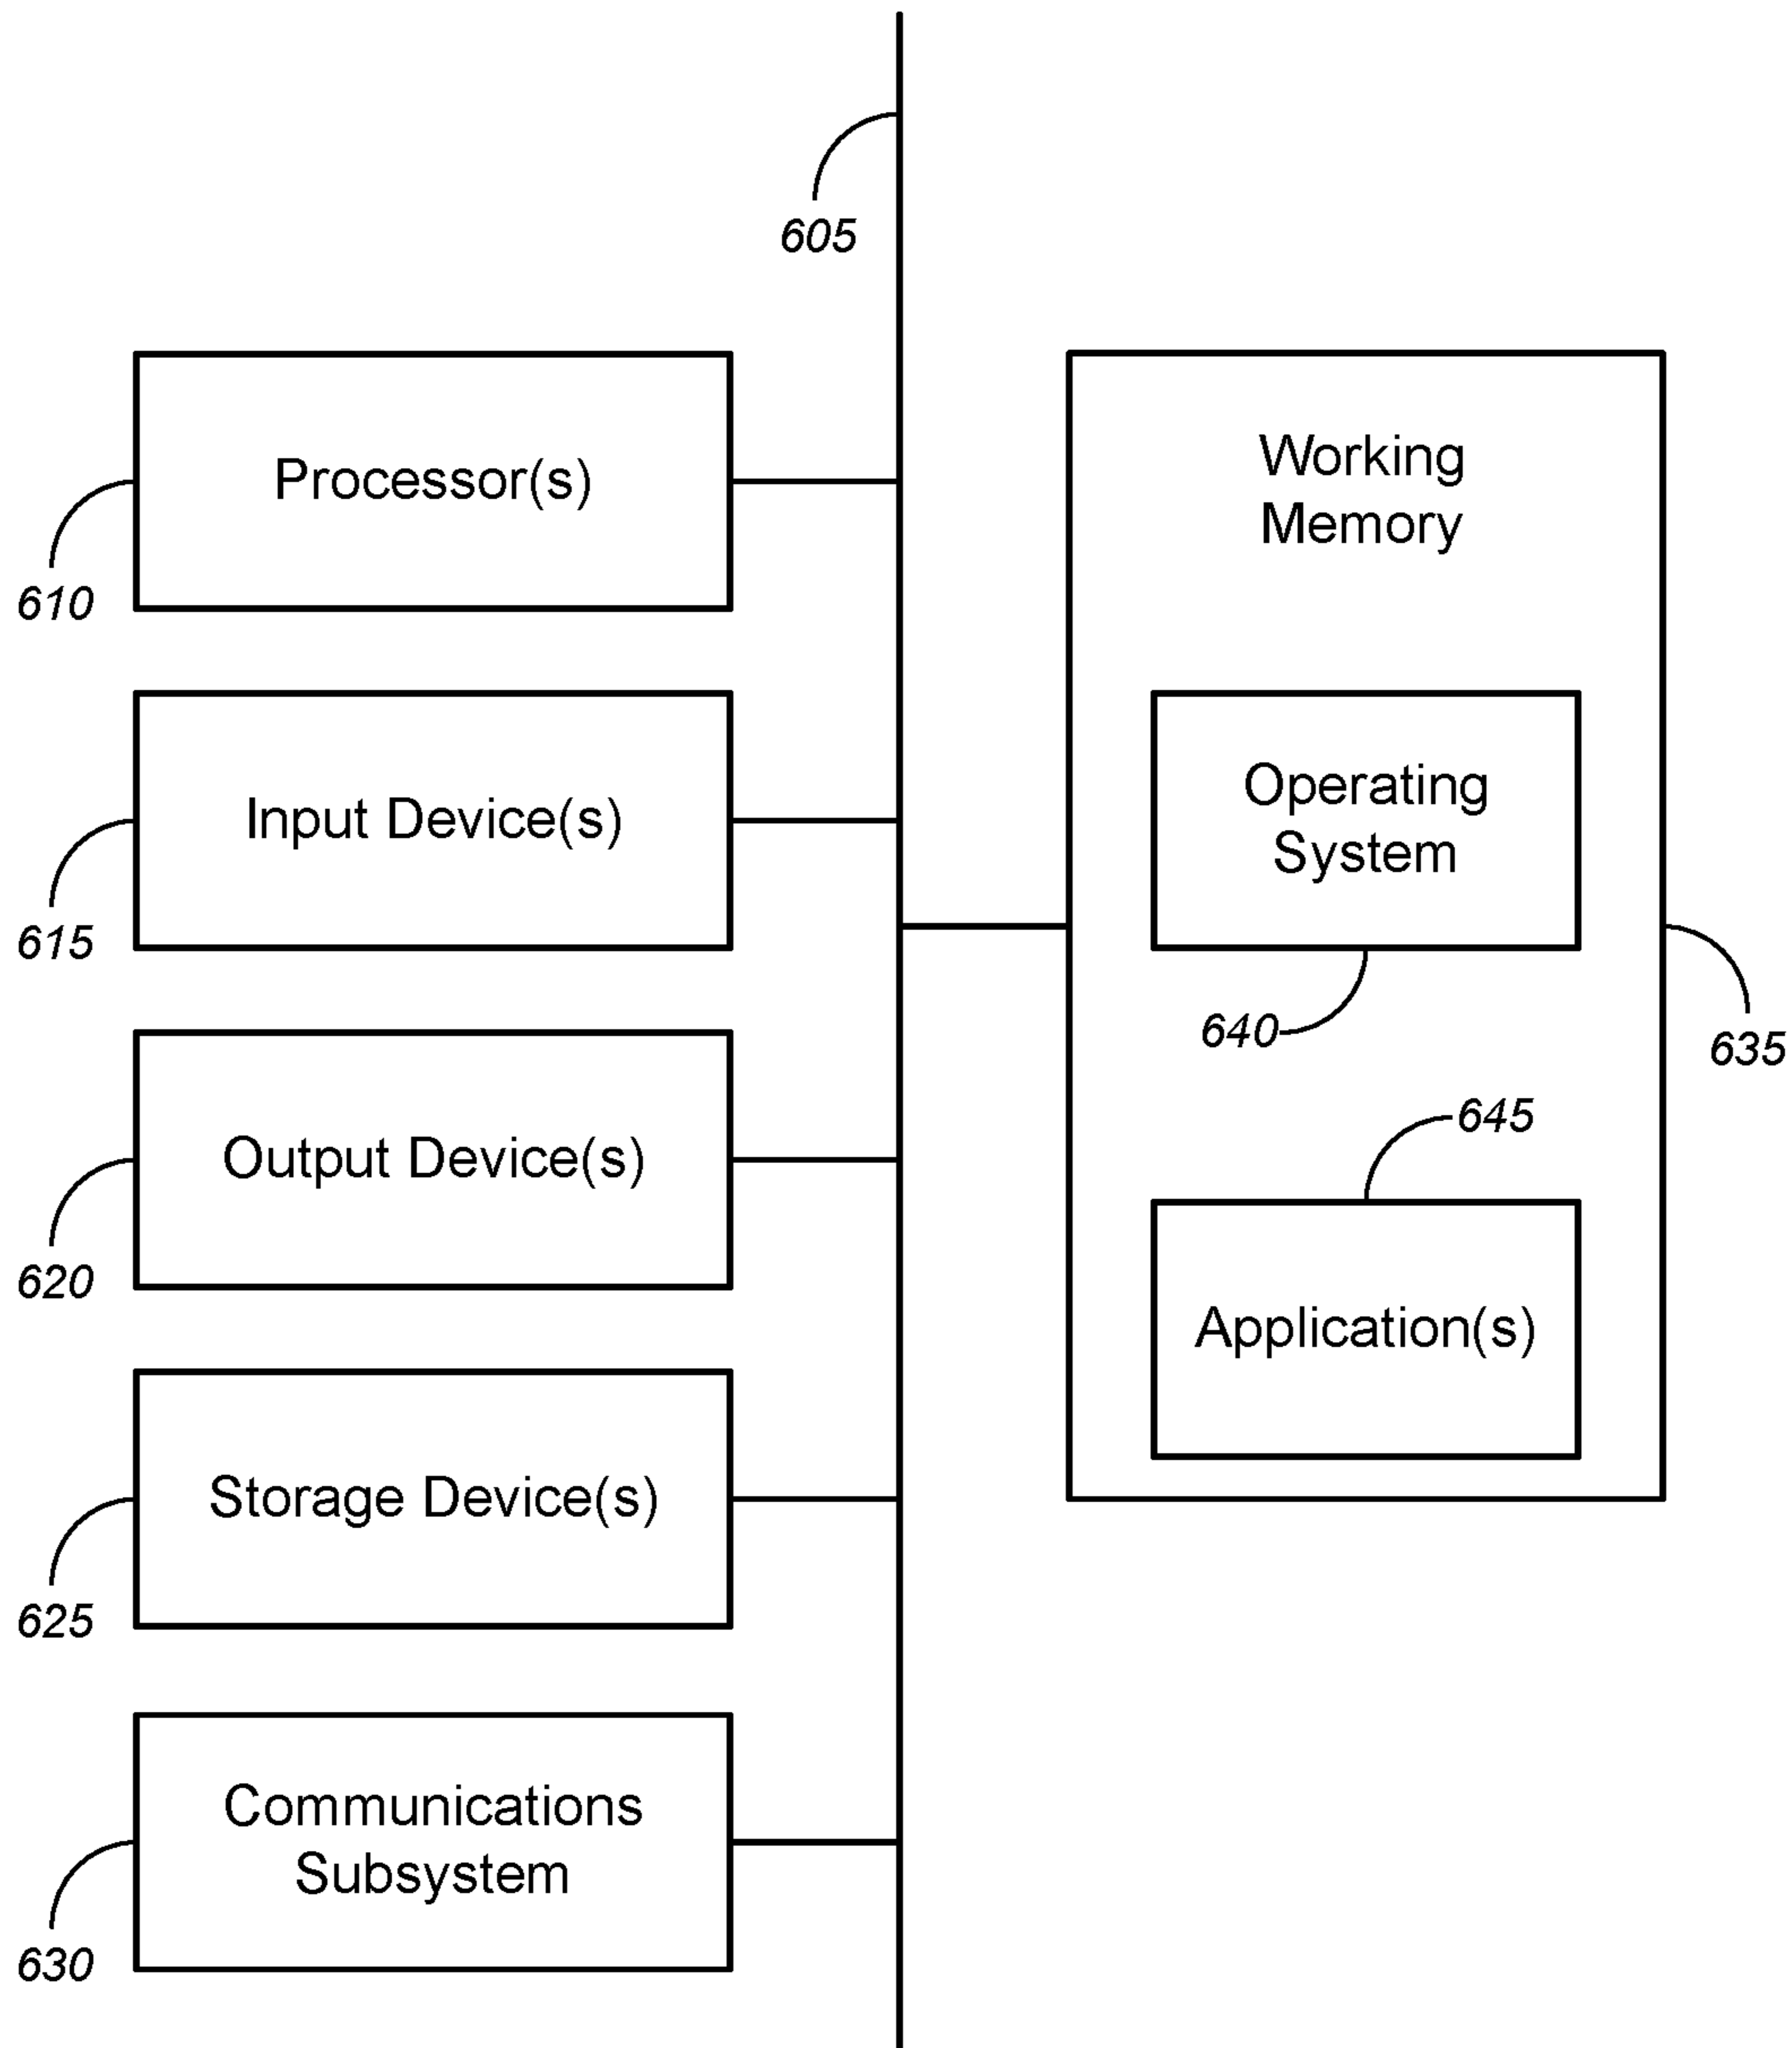 605
Processor(s)
610
Input Device(s)
615
Output Device(s)
620
Storage Device(s)
625
Communications
Subsystem
630
Working
Memory
Operating
System
640
635
645
Application(s)